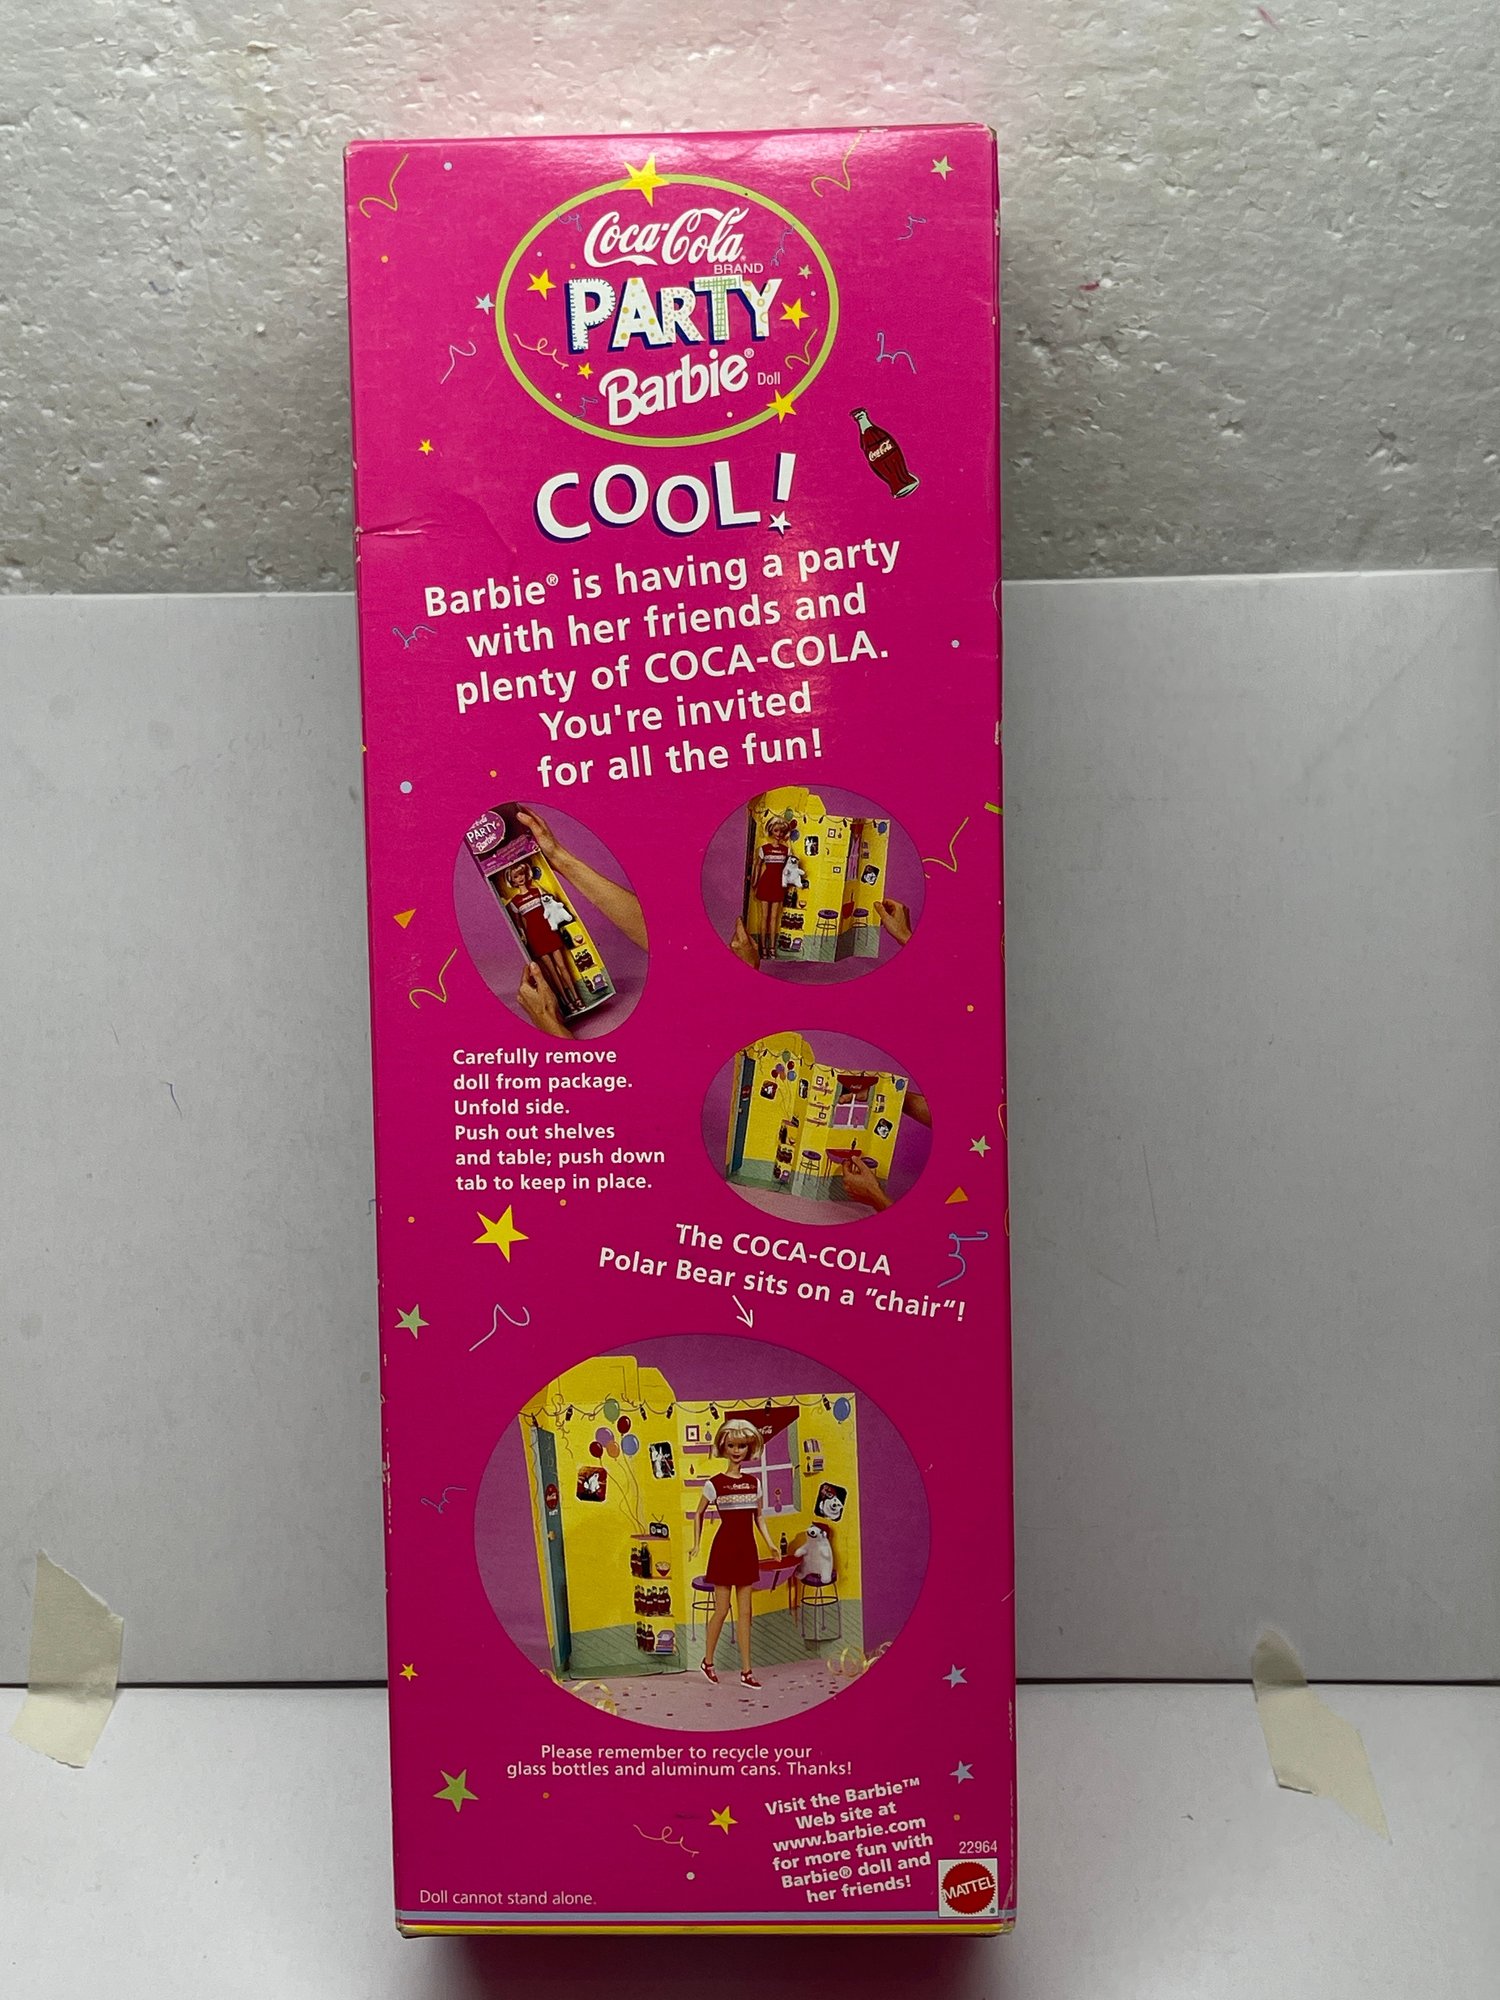 Coca-Cola
BRAND
PARTY
Barbie® Doll
COOL!
Barbie® is having a party
with her friends and
plenty of COCA-COLA.
You're invited
for all the fun!
Coca-Cola
PARTY
Barbie
Carefully remove
doll from package.
Unfold side.
Push out shelves
and table; push down
tab to keep in place.
The COCA-COLA
Polar Bear sits on a "chair"!
Please remember to recycle your
glass bottles and aluminum cans. Thanks!
Visit the Barbie™
Web site at
www.barbie.com
for more fun with
Barbie® doll and
her friends!
22964
MATTEL®
Doll cannot stand alone.